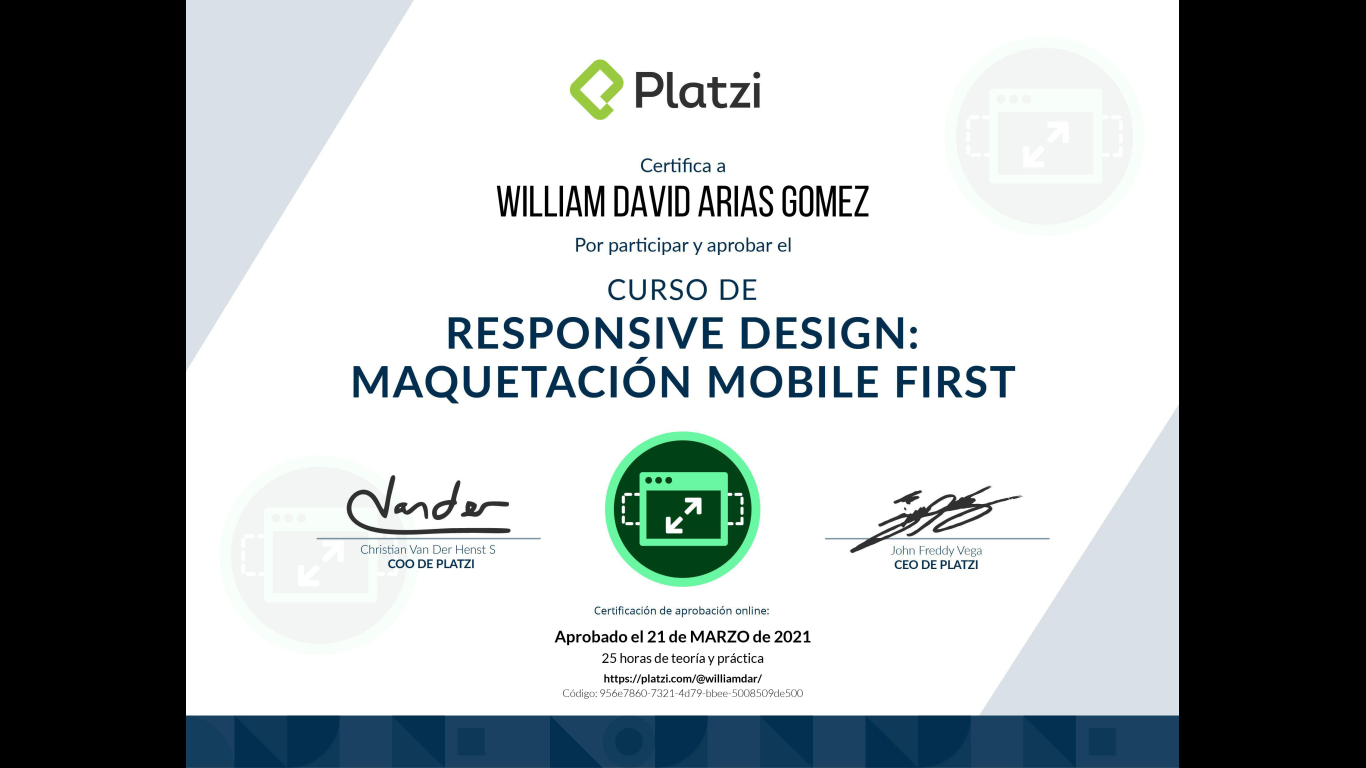 Platzi
Certifica a
WILLIAM DAVID ARIAS GOMEZ
Por participar y aprobar el
CURSO DE
RESPONSIVE DESIGN:
MAQUETACIÓN MOBILE FIRST
Vander
Christian Van Der Henst S
COO DE PLATZI
John Freddy Vega
CEO DE PLATZI
Certificación de aprobación online:
Aprobado el 21 de MARZO de 2021
25 horas de teoría y práctica
https://platzi.com/@williamdar/
Código: 956e7860-7321-4d79-bbee-5008509de500